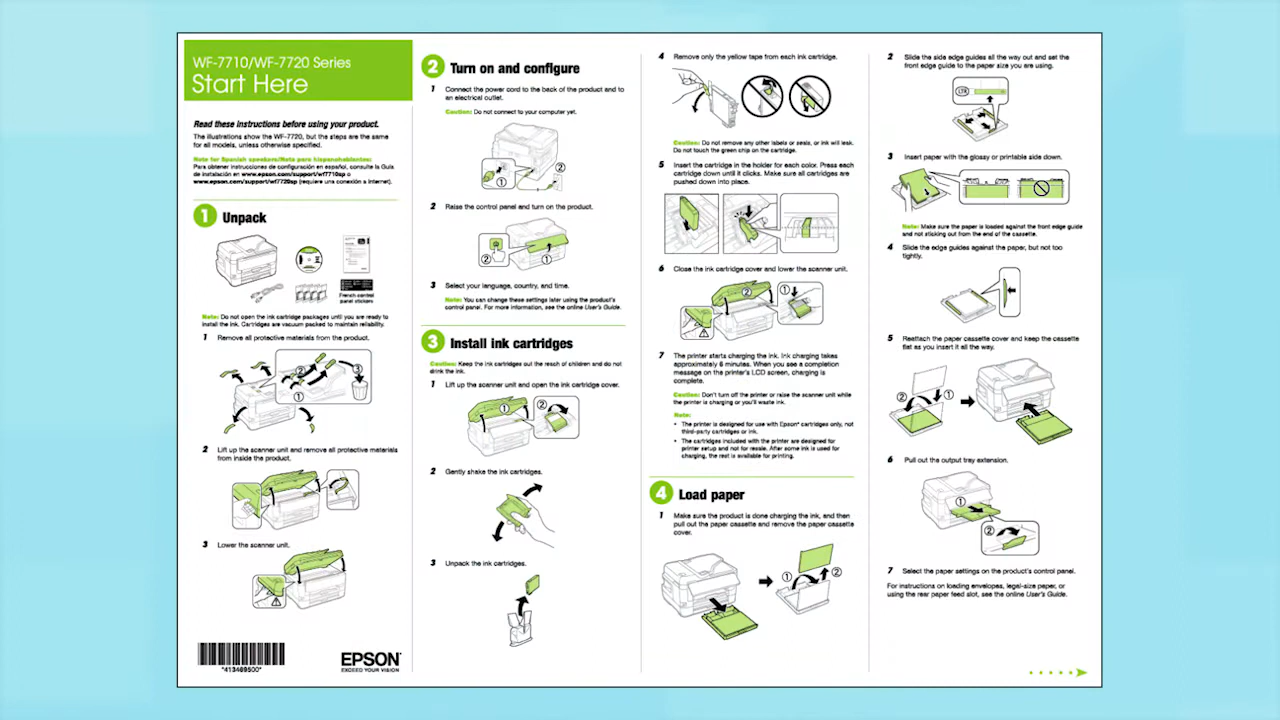 WF-7710/WF-7720 Series
Start Here
Read these instructions before using your product.
The illustrations show the WF-7720, but the steps are the same
for all models, unless otherwise specified.
Note for Spanish speakers/Nota para hispanohablantes:
Para obtener instrucciones de configuración en español, consulte la Guía
de instalación en www.epson.com/support/wf7710sp o
www.epson.com/support/wf7720sp (requiere una conexión a Internet).
1 Unpack
French control
panel stickers
Note: Do not open the ink cartridge packages until you are ready to
install the ink. Cartridges are vacuum packed to maintain reliability.
1 Remove all protective materials from the product.
2
3
1
2 Lift up the scanner unit and remove all protective materials
from inside the product.
3 Lower the scanner unit.
*413469500*
EPSON
EXCEED YOUR VISION
2 Turn on and configure
1 Connect the power cord to the back of the product and to
an electrical outlet.
Caution: Do not connect to your computer yet.
2
1
2 Raise the control panel and turn on the product.
2
1
3 Select your language, country, and time.
Note: You can change these settings later using the product's
control panel. For more information, see the online User's Guide.
3 Install ink cartridges
Caution: Keep the ink cartridges out the reach of children and do not
drink the ink.
1 Lift up the scanner unit and open the ink cartridge cover.
1
2
2 Gently shake the ink cartridges.
3 Unpack the ink cartridges.
4 Remove only the yellow tape from each ink cartridge.
Caution: Do not remove any other labels or seals, or ink will leak.
Do not touch the green chip on the cartridge.
5 Insert the cartridge in the holder for each color. Press each
cartridge down until it clicks. Make sure all cartridges are
pushed down into place.
6 Close the ink cartridge cover and lower the scanner unit.
2
1
7 The printer starts charging the ink. Ink charging takes
approximately 6 minutes. When you see a completion
message on the printer's LCD screen, charging is
complete.
Caution: Don't turn off the printer or raise the scanner unit while
the printer is charging or you'll waste ink.
Note:
• The printer is designed for use with Epson® cartridges only, not
third-party cartridges or ink.
• The cartridges included with the printer are designed for
printer setup and not for resale. After some ink is used for
charging, the rest is available for printing.
4 Load paper
1 Make sure the product is done charging the ink, and then
pull out the paper cassette and remove the paper cassette
cover.
1
2
2 Slide the side edge guides all the way out and set the
front edge guide to the paper size you are using.
LTR
3 Insert paper with the glossy or printable side down.
Note: Make sure the paper is loaded against the front edge guide
and not sticking out from the end of the cassette.
4 Slide the edge guides against the paper, but not too
tightly.
5 Reattach the paper cassette cover and keep the cassette
flat as you insert it all the way.
2
1
6 Pull out the output tray extension.
1
2
7 Select the paper settings on the product's control panel.
For instructions on loading envelopes, legal-size paper, or
using the rear paper feed slot, see the online User's Guide.